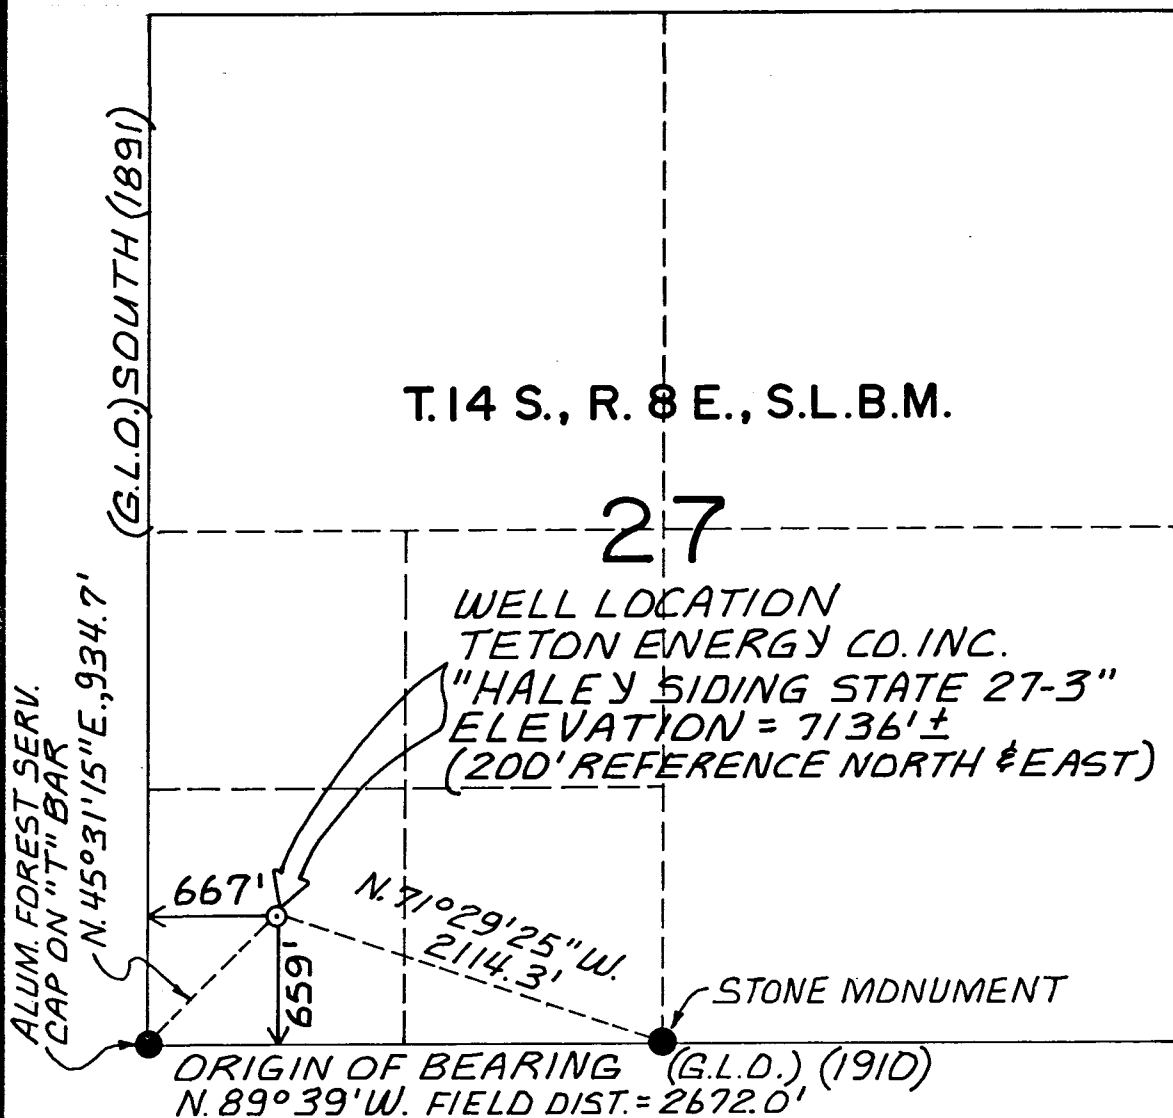 (G.L.O.) SOUTH (1891)
T. 14 S., R. 8 E., S.L.B.M.
27
WELL LOCATION
TETON ENERGY CO. INC.
"HALEY SIDING STATE 27-3"
ELEVATION = 7136' ±
(200' REFERENCE NORTH & EAST)
ALUM. FOREST SERV.
CAP ON "T" BAR
N.45°31'15"E.,934.7'
667'
659'
N.71°29'25"W.
2114.3'
STONE MONUMENT
ORIGIN OF BEARING (G.L.O.) (1910)
N.89°39'W. FIELD DIST.= 2672.0'